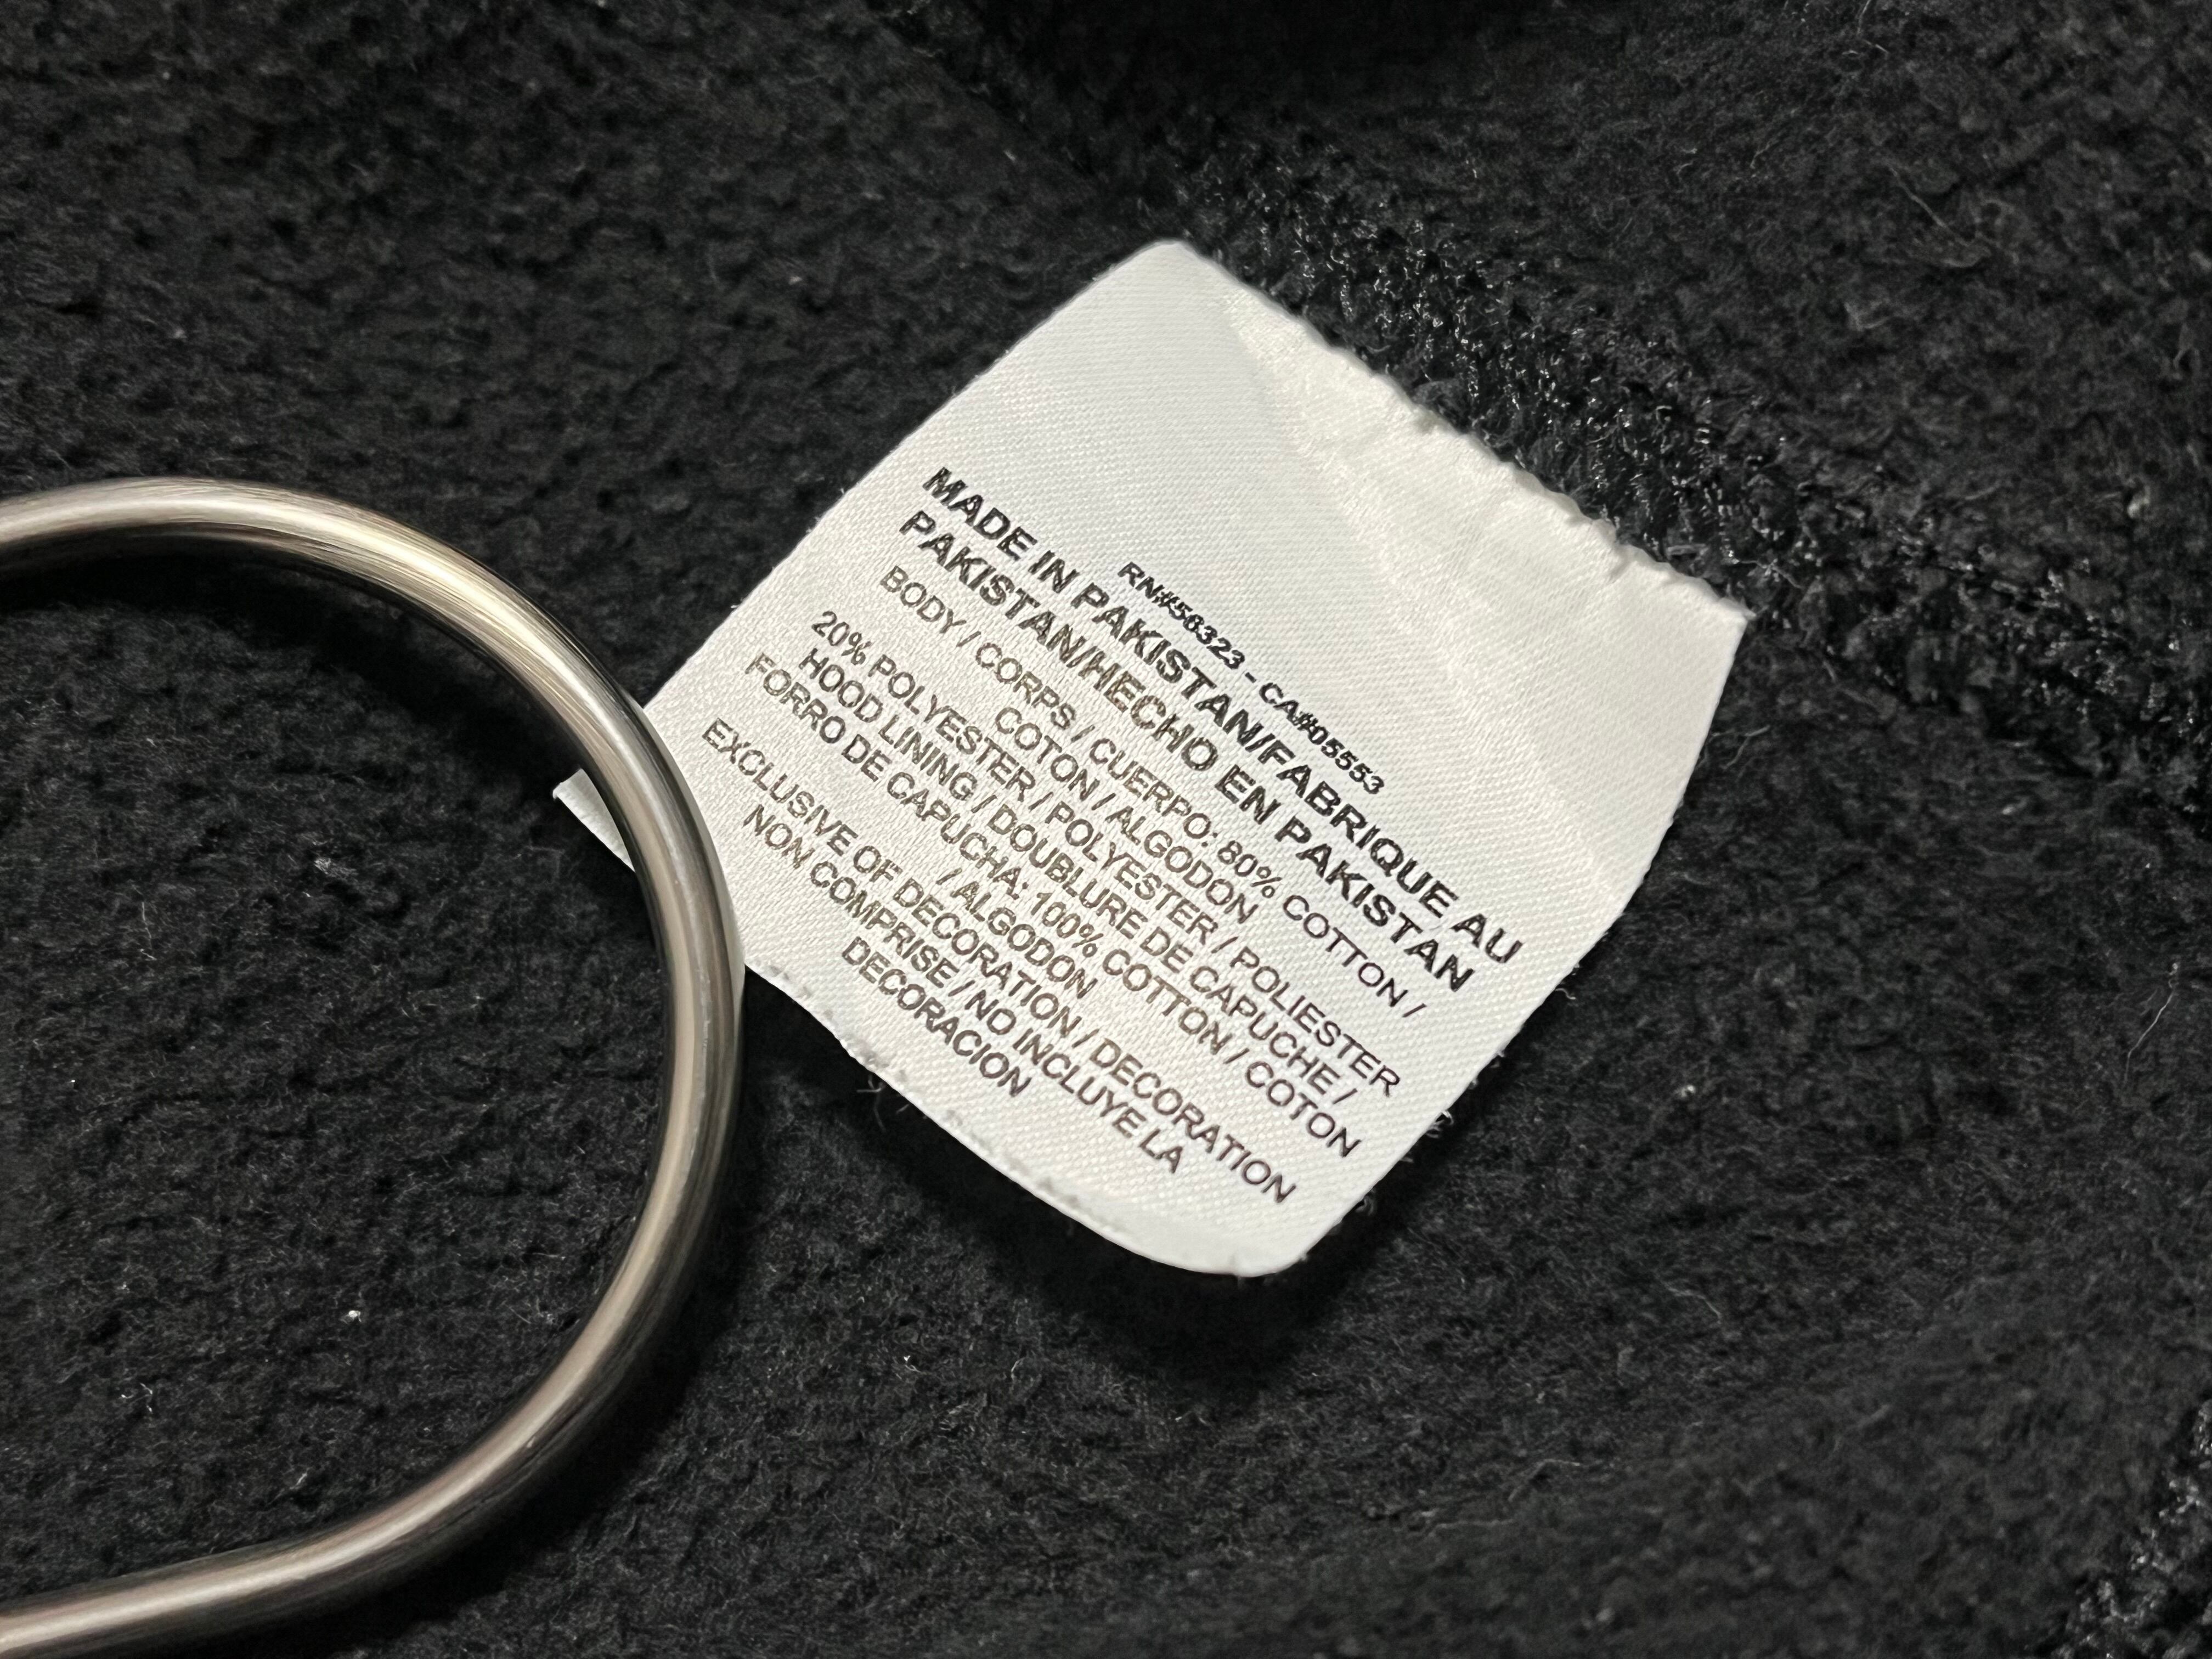 RN#56323 - CA#05553
MADE IN PAKISTAN/FABRIQUE AU
PAKISTAN/HECHO EN PAKISTAN
BODY / CORPS / CUERPO: 80% COTTON /
COTON / ALGODON
20% POLYESTER / POLYESTER / POLIESTER
HOOD LINING / DOUBLURE DE CAPUCHE /
FORRO DE CAPUCHA: 100% COTTON / COTON
/ ALGODON
EXCLUSIVE OF DECORATION / DECORATION
NON COMPRISE / NO INCLUYE LA
DECORACION